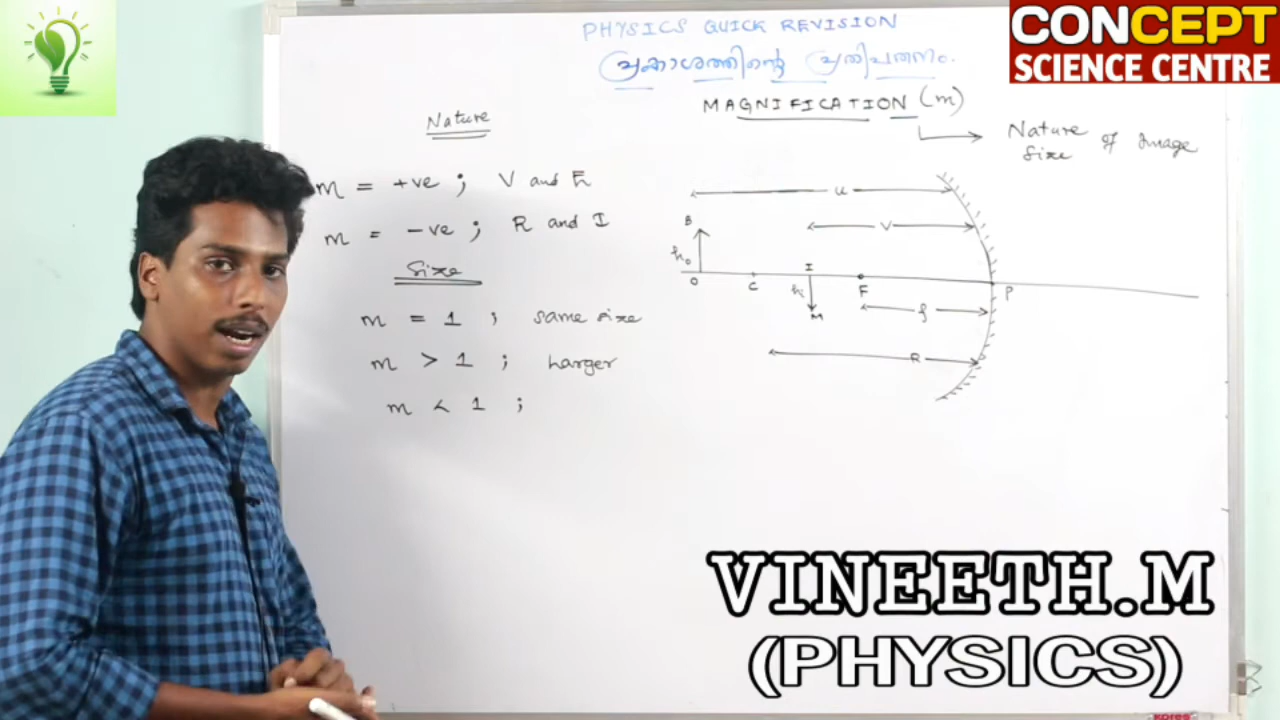 CONCEPT
SCIENCE CENTRE
PHYSICS QUICK REVISION
പ്രകാശത്തിന്റെ പ്രതിപതനം.
MAGNIFICATION (m)
Nature of Image
Size
Nature
m = +ve ; V and E
m = -ve ; R and I
Size
m = 1 ; same size
m > 1 ; harger
m < 1 ;
u
B
V
h₀
O
C
I
hᵢ
M
F
P
f
R
VINEETH.M
(PHYSICS)